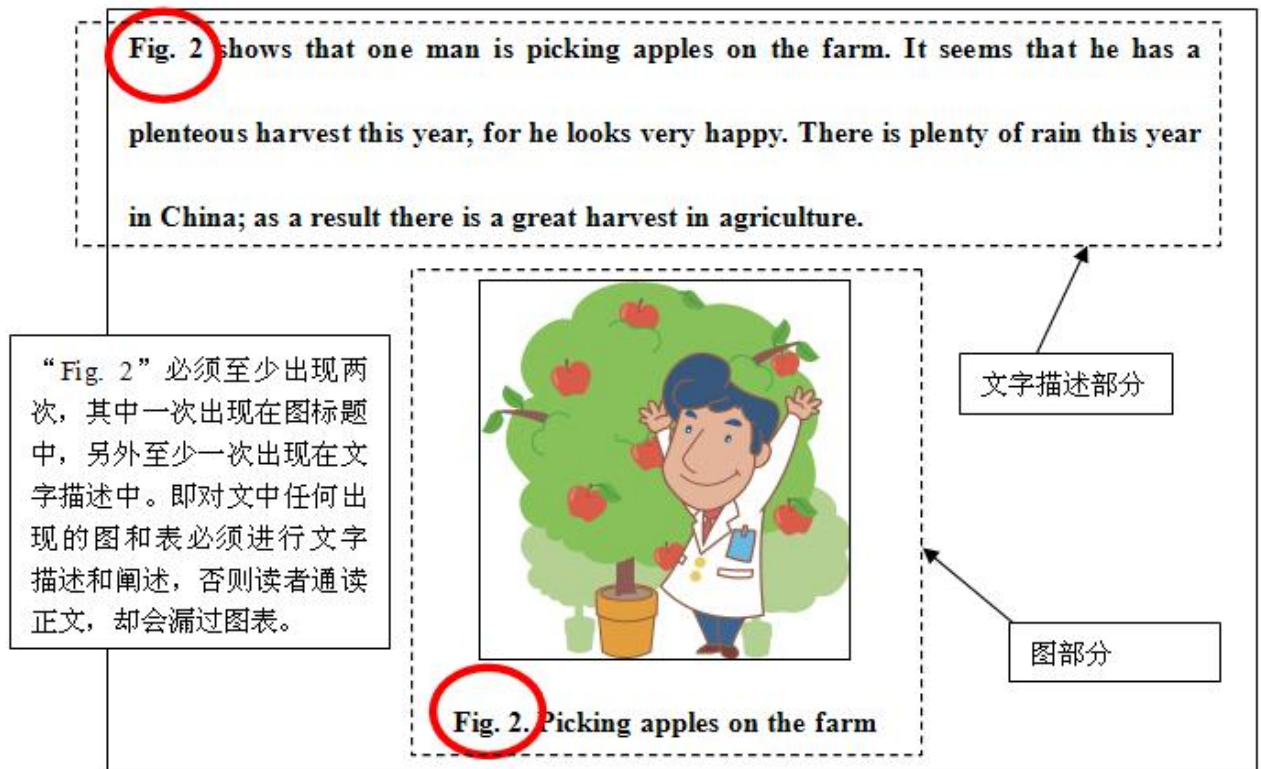 Fig. 2 shows that one man is picking apples on the farm. It seems that he has a
plenteous harvest this year, for he looks very happy. There is plenty of rain this year
in China; as a result there is a great harvest in agriculture.
“Fig. 2”必须至少出现两
次，其中一次出现在图标题
中，另外至少一次出现在文
字描述中。即对文中任何出
现的图和表必须进行文字
描述和阐述，否则读者通读
正文，却会漏过图表。
文字描述部分
图部分
Fig. 2. Picking apples on the farm